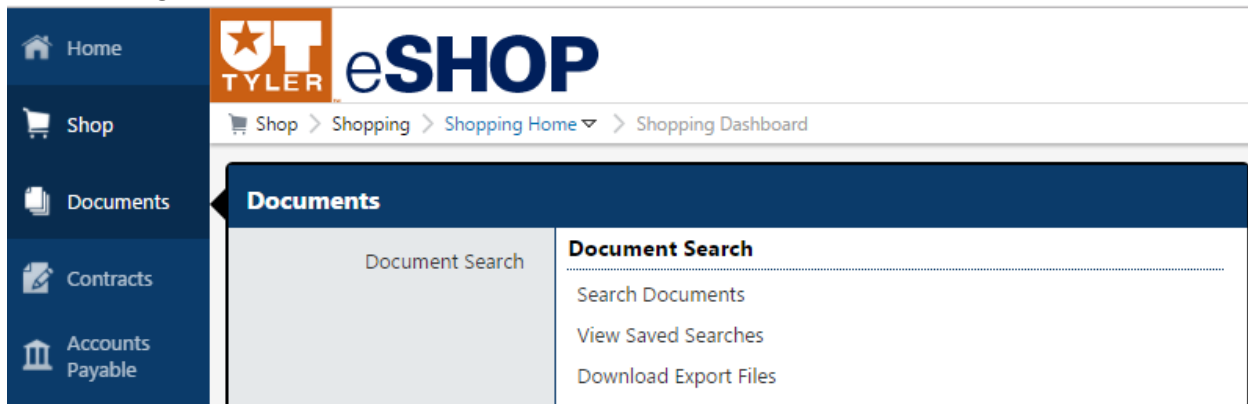 Home
Shop
Documents
Contracts
Accounts
Payable
UT
TYLER
eSHOP
Shop > Shopping > Shopping Home > Shopping Dashboard
Documents
Document Search
Document Search
Search Documents
View Saved Searches
Download Export Files